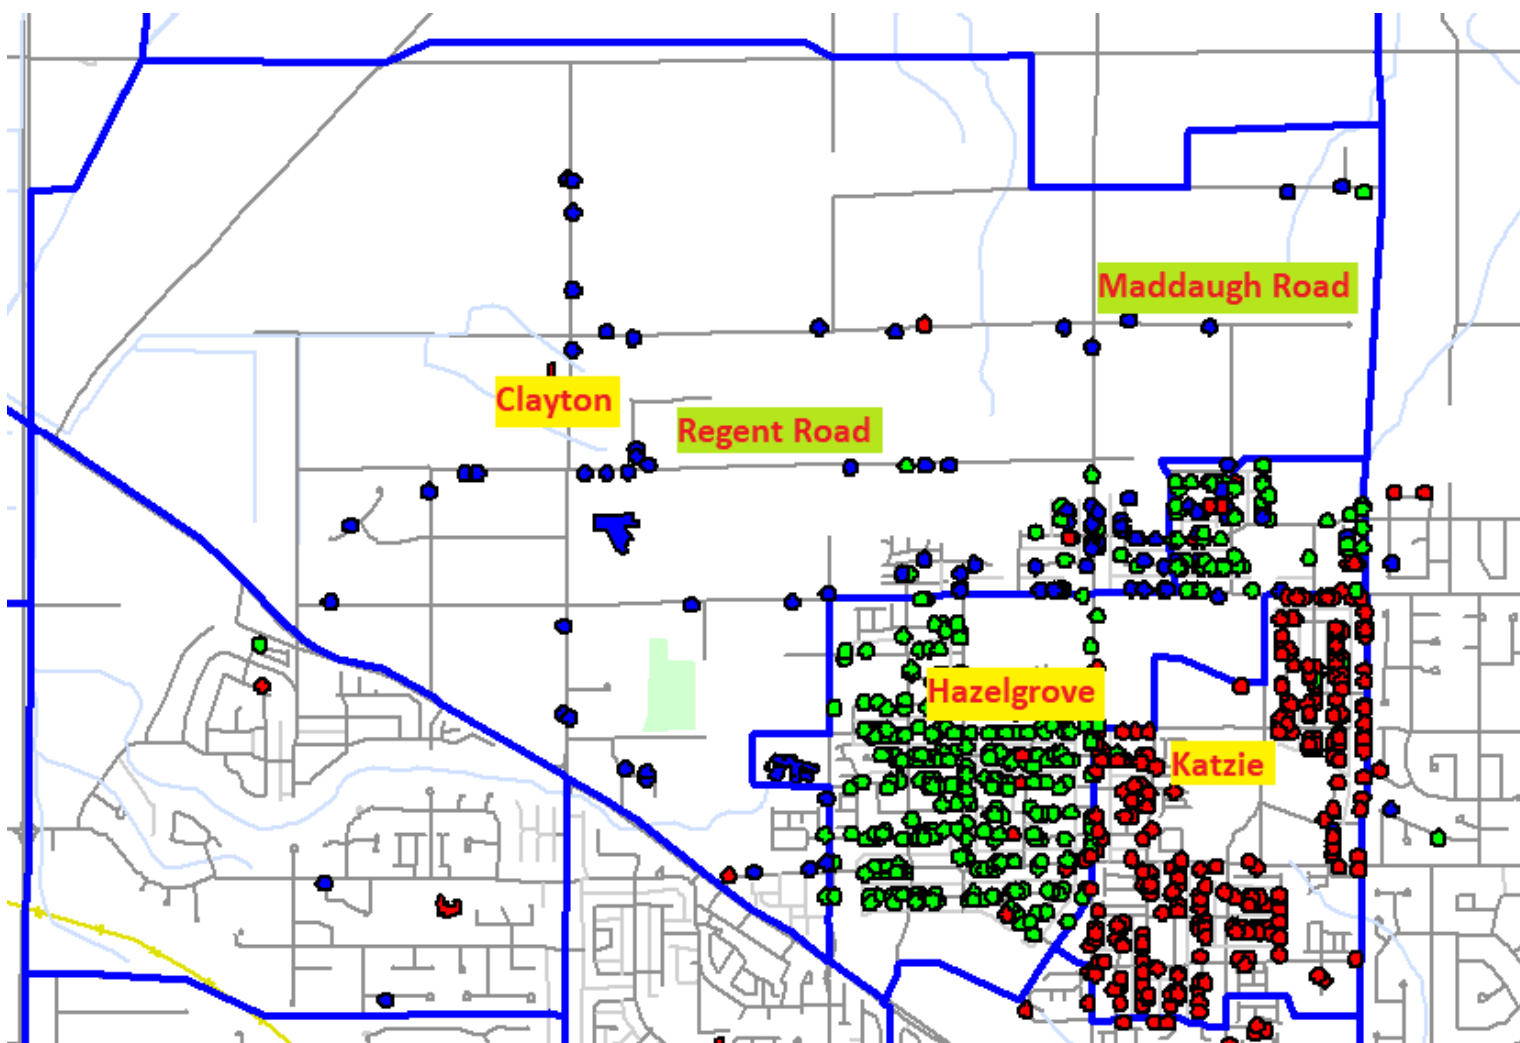 Maddaugh Road
Clayton
Regent Road
Hazelgrove
Katzie